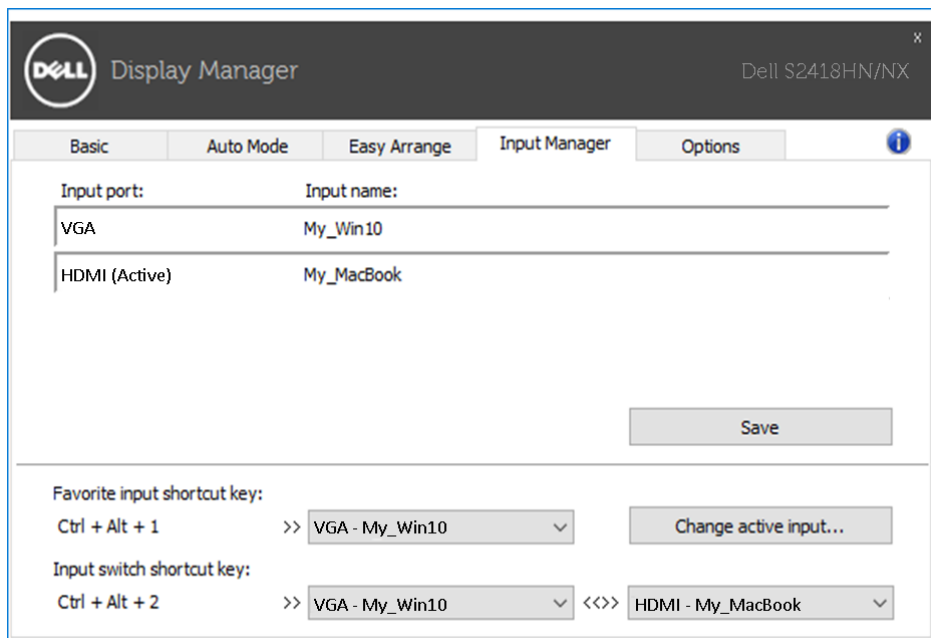 x
DELL Display Manager Dell S2418HN/NX
Basic Auto Mode Easy Arrange Input Manager Options i
Input port: Input name:
VGA My_Win10
HDMI (Active) My_MacBook
Save
Favorite input shortcut key:
Ctrl + Alt + 1 >> VGA - My_Win10 Change active input...
Input switch shortcut key:
Ctrl + Alt + 2 >> VGA - My_Win10 <<>> HDMI - My_MacBook